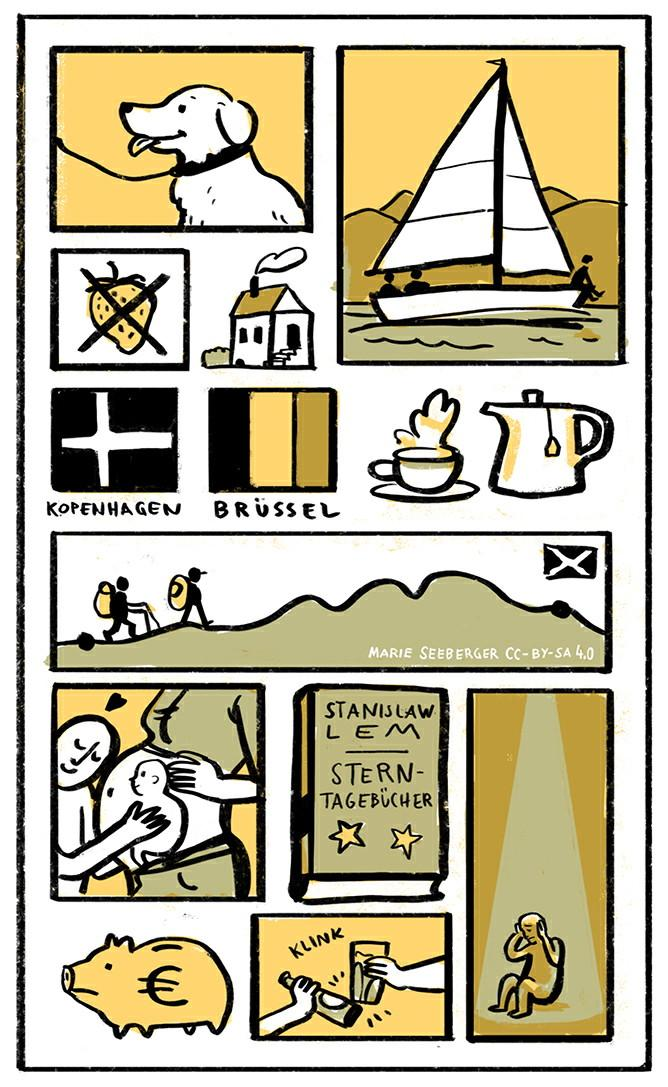 KOPENHAGEN
BRÜSSEL
MARIE SEEBERGER CC-BY-SA 4.0
STANISLAW
LEM
STERN-
TAGEBÜCHER
€
KLINK